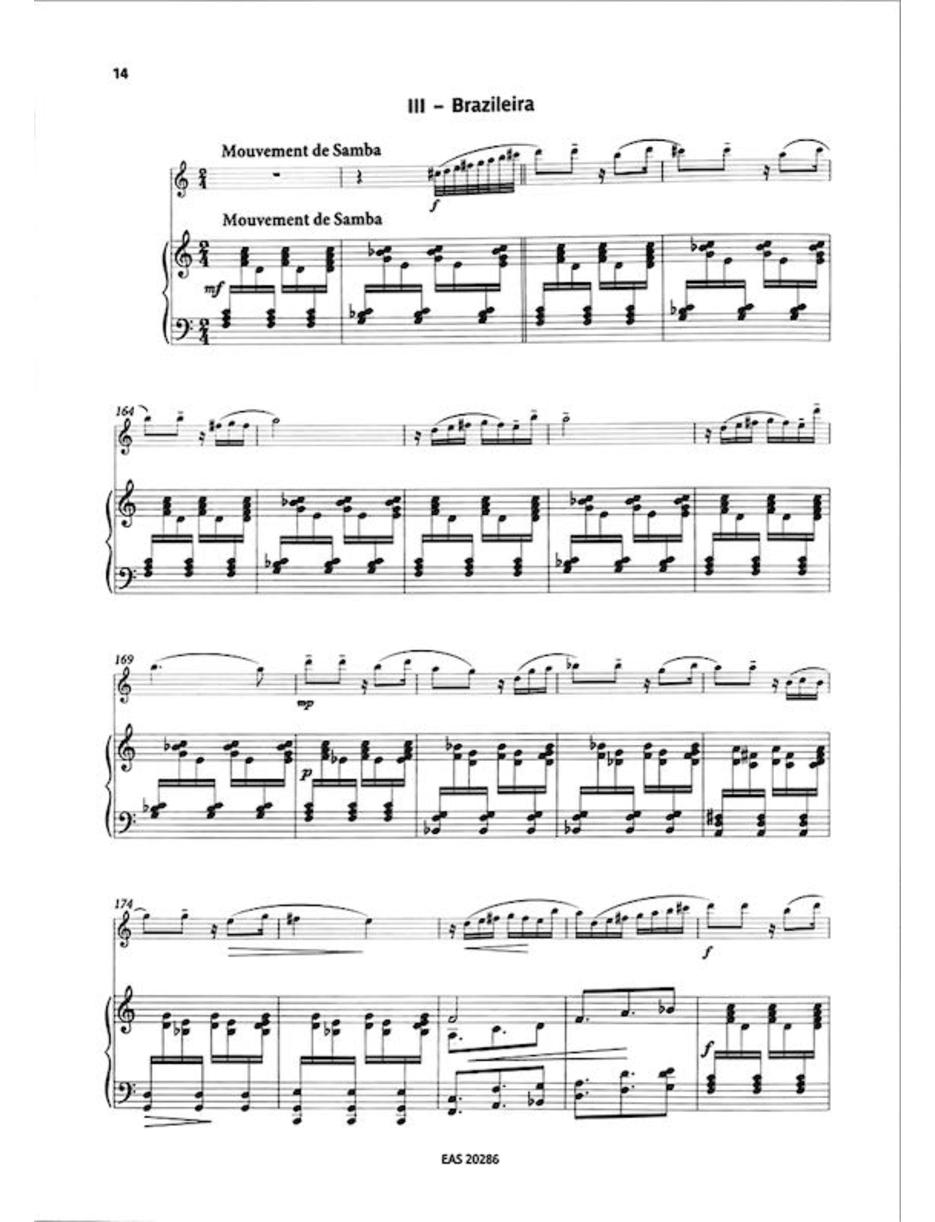 14
III – Brazileira
Mouvement de Samba
f
Mouvement de Samba
mf
164
169
mp
p
174
f
f
EAS 20286